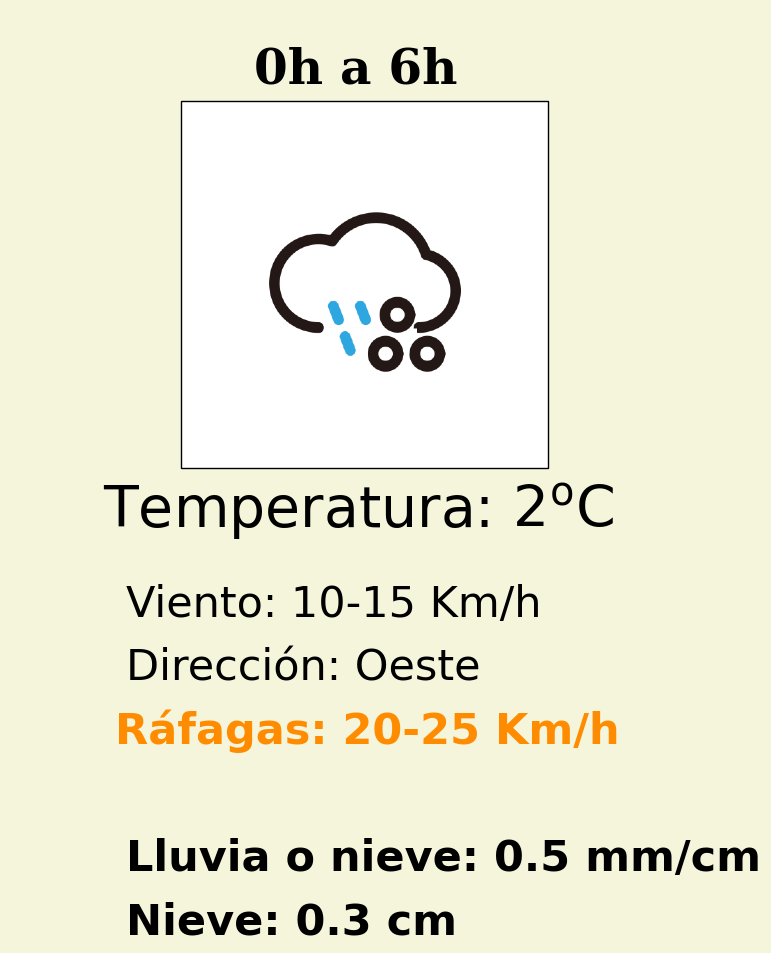 0h a 6h
Temperatura: 2ºC
Viento: 10-15 Km/h
Dirección: Oeste
Ráfagas: 20-25 Km/h
Lluvia o nieve: 0.5 mm/cm
Nieve: 0.3 cm